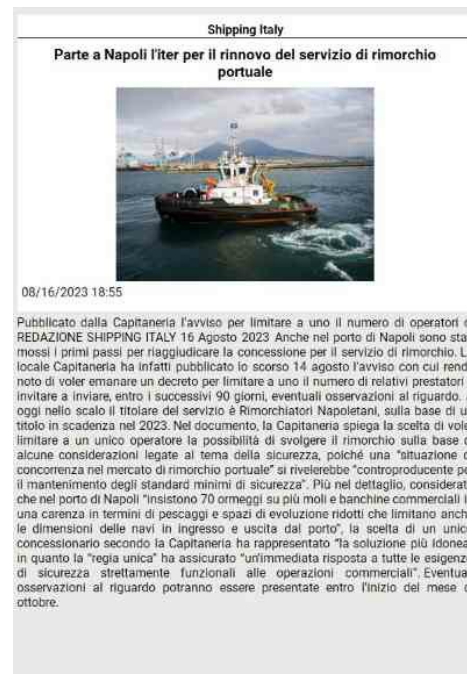 Shipping Italy
Parte a Napoli l'iter per il rinnovo del servizio di rimorchio
portuale
08/16/2023 18:55
Pubblicato dalla Capitaneria l'avviso per limitare a uno il numero di operatori
REDAZIONE SHIPPING ITALY 16 Agosto 2023 Anche nel porto di Napoli sono
mossi i primi passi per riaggiudicare la concessione per il servizio di rimorchio.
locale Capitaneria ha infatti pubblicato lo scorso 14 agosto l'avviso con cui
noto di voler emanare un decreto per limitare a uno il numero di relativi prestatori
invitare a inviare, entro i successivi 90 giorni, eventuali osservazioni al riguardo.
oggi nello scalo il titolare del servizio è Rimorchiatori Napoletani, sulla base di
titolo in scadenza nel 2023. Nel documento, la Capitaneria spiega la scelta di
limitare a un unico operatore la possibilità di svolgere il rimorchio sulla base
alcune considerazioni legate al tema della sicurezza, poiché una "situazione
concorrenza nel mercato di rimorchio portuale" si rivelerebbe "controproducente
il mantenimento degli standard minimi di sicurezza". Più nel dettaglio,
che nel porto di Napoli "insistono 70 ormeggi su più moli e banchine commerciali
una carenza in termini di pescaggi e spazi di evoluzione ridotti che limitano
le dimensioni delle navi in ingresso e uscita dal porto", la scelta di un
concessionario secondo la Capitaneria ha rappresentato "la soluzione più
in quanto la "regia unica" ha assicurato "un'immediata risposta a tutte le
di sicurezza strettamente funzionali alle operazioni commerciali".
osservazioni al riguardo potranno essere presentate entro l'inizio del mese
ottobre.